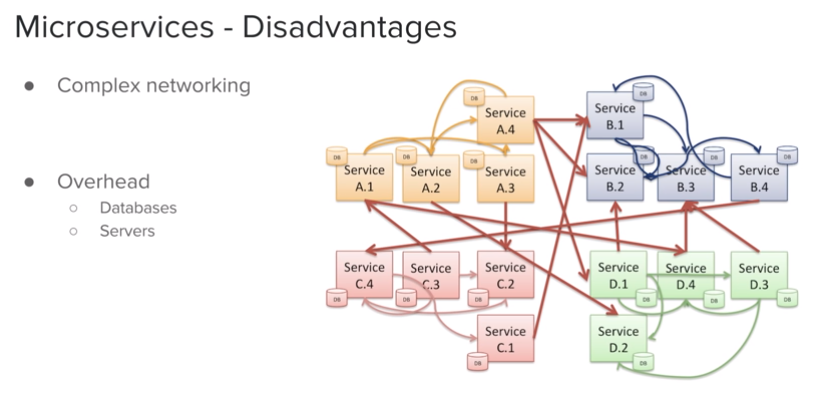 Microservices - Disadvantages
● Complex networking
● Overhead
○ Databases
○ Servers
DB
Service
A.4
Service
B.1
DB
DB
Service
A.1
DB
Service
A.2
DB
Service
A.3
Service
B.2
DB
Service
B.3
DB
Service
B.4
DB
Service
C.4
DB
Service
C.3
DB
Service
C.2
DB
Service
C.1
DB
Service
D.1
DB
Service
D.4
DB
Service
D.3
DB
Service
D.2
DB